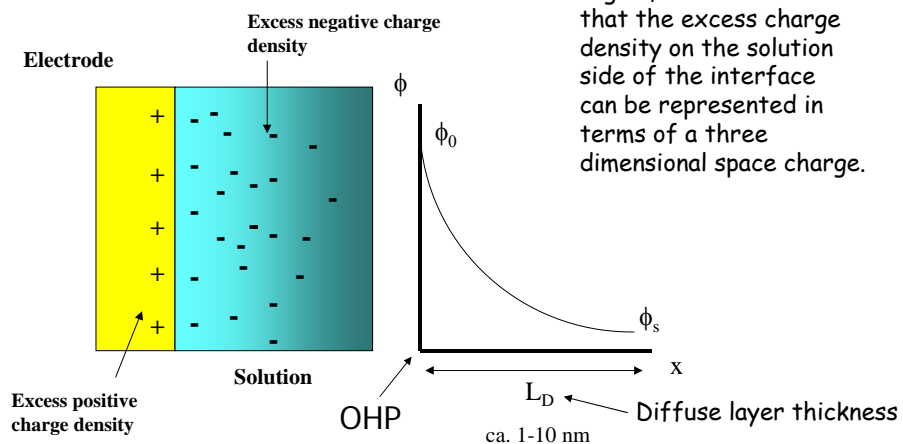 that the excess charge
density on the solution
side of the interface
can be represented in
terms of a three
dimensional space charge.
Excess negative charge
density
Electrode
+
+
+
+
+
Solution
Excess positive
charge density
ϕ
ϕ0
ϕs
x
OHP
LD
Diffuse layer thickness
ca. 1-10 nm